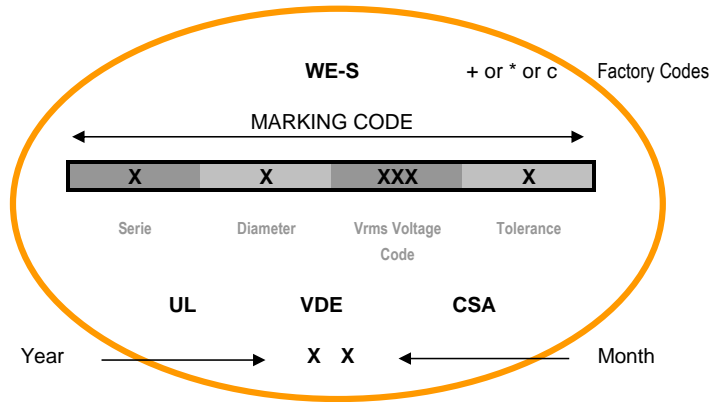 WE-S + or * or c Factory Codes
MARKING CODE
X X XXX X
Serie Diameter Vrms Voltage Tolerance
Code
UL VDE CSA
Year X X Month